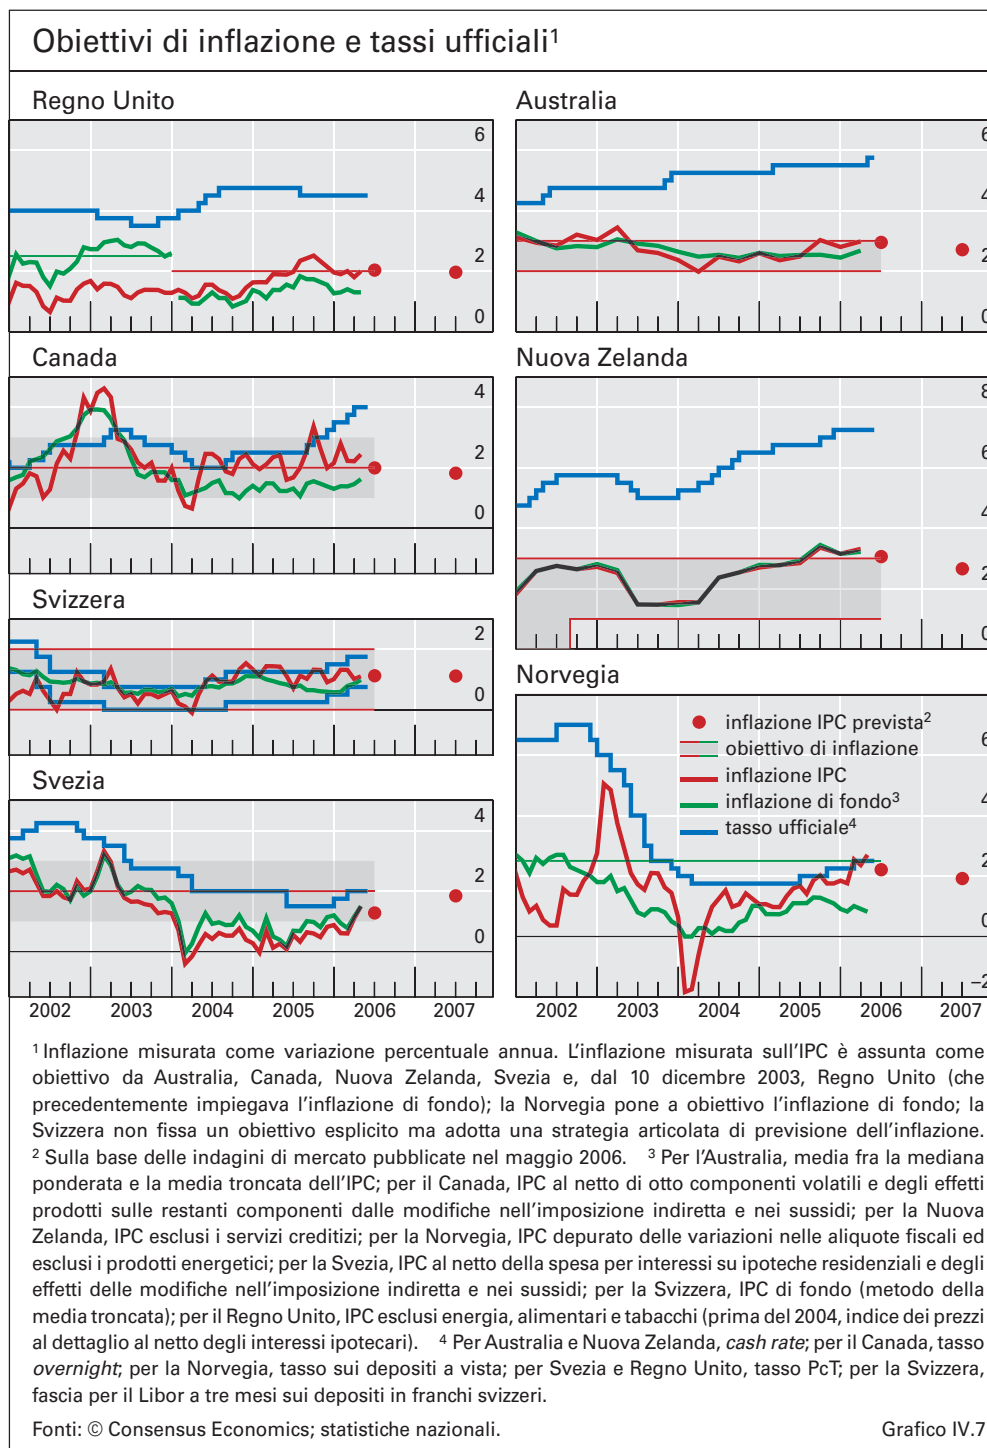 Obiettivi di inflazione e tassi ufficiali¹
Regno Unito
6
4
2
0
Australia
6
4
2
0
Canada
4
2
0
Nuova Zelanda
8
6
4
2
0
Svizzera
2
0
Norvegia
6
4
2
0
–2
inflazione IPC prevista²
obiettivo di inflazione
inflazione IPC
inflazione di fondo³
tasso ufficiale⁴
Svezia
4
2
0
2002 2003 2004 2005 2006 2007
2002 2003 2004 2005 2006 2007
¹ Inflazione misurata come variazione percentuale annua. L'inflazione misurata sull'IPC è assunta come
obiettivo da Australia, Canada, Nuova Zelanda, Svezia e, dal 10 dicembre 2003, Regno Unito (che
precedentemente impiegava l'inflazione di fondo); la Norvegia pone a obiettivo l'inflazione di fondo; la
Svizzera non fissa un obiettivo esplicito ma adotta una strategia articolata di previsione dell'inflazione.
² Sulla base delle indagini di mercato pubblicate nel maggio 2006. ³ Per l'Australia, media fra la mediana
ponderata e la media troncata dell'IPC; per il Canada, IPC al netto di otto componenti volatili e degli effetti
prodotti sulle restanti componenti dalle modifiche nell'imposizione indiretta e nei sussidi; per la Nuova
Zelanda, IPC esclusi i servizi creditizi; per la Norvegia, IPC depurato delle variazioni nelle aliquote fiscali ed
esclusi i prodotti energetici; per la Svezia, IPC al netto della spesa per interessi su ipoteche residenziali e degli
effetti delle modifiche nell'imposizione indiretta e nei sussidi; per la Svizzera, IPC di fondo (metodo della
media troncata); per il Regno Unito, IPC esclusi energia, alimentari e tabacchi (prima del 2004, indice dei prezzi
al dettaglio al netto degli interessi ipotecari). ⁴ Per Australia e Nuova Zelanda, cash rate; per il Canada, tasso
overnight; per la Norvegia, tasso sui depositi a vista; per Svezia e Regno Unito, tasso PcT; per la Svizzera,
fascia per il Libor a tre mesi sui depositi in franchi svizzeri.
Fonti: © Consensus Economics; statistiche nazionali. Grafico IV.7